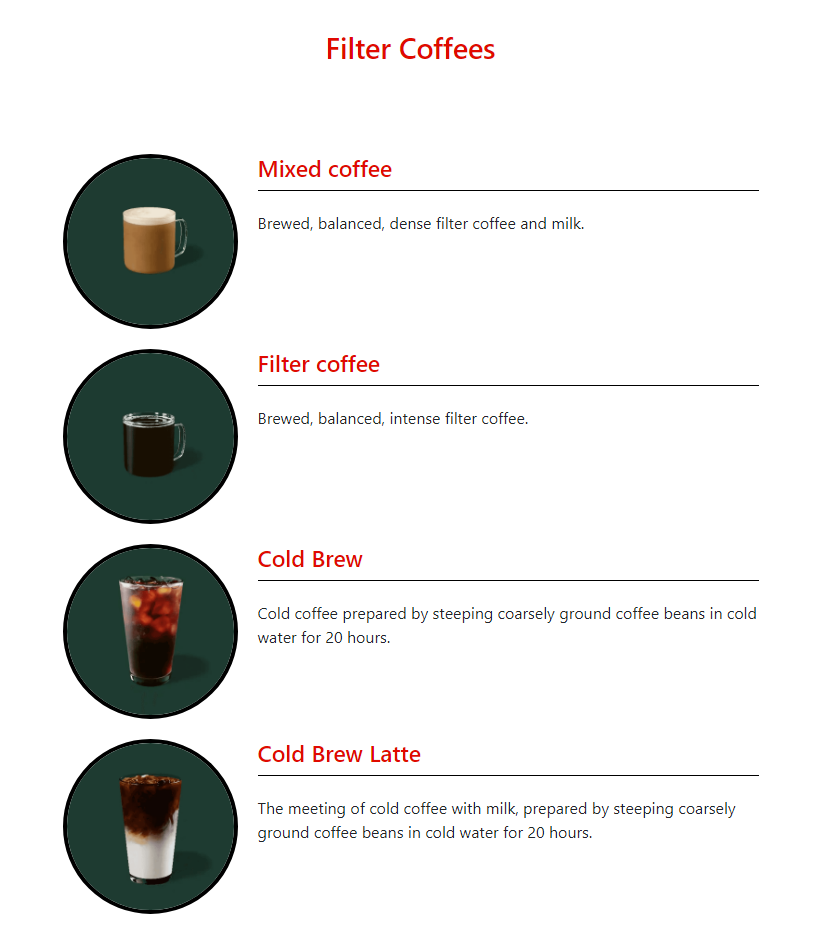 Filter Coffees
Mixed coffee
Brewed, balanced, dense filter coffee and milk.
Filter coffee
Brewed, balanced, intense filter coffee.
Cold Brew
Cold coffee prepared by steeping coarsely ground coffee beans in cold
water for 20 hours.
Cold Brew Latte
The meeting of cold coffee with milk, prepared by steeping coarsely
ground coffee beans in cold water for 20 hours.